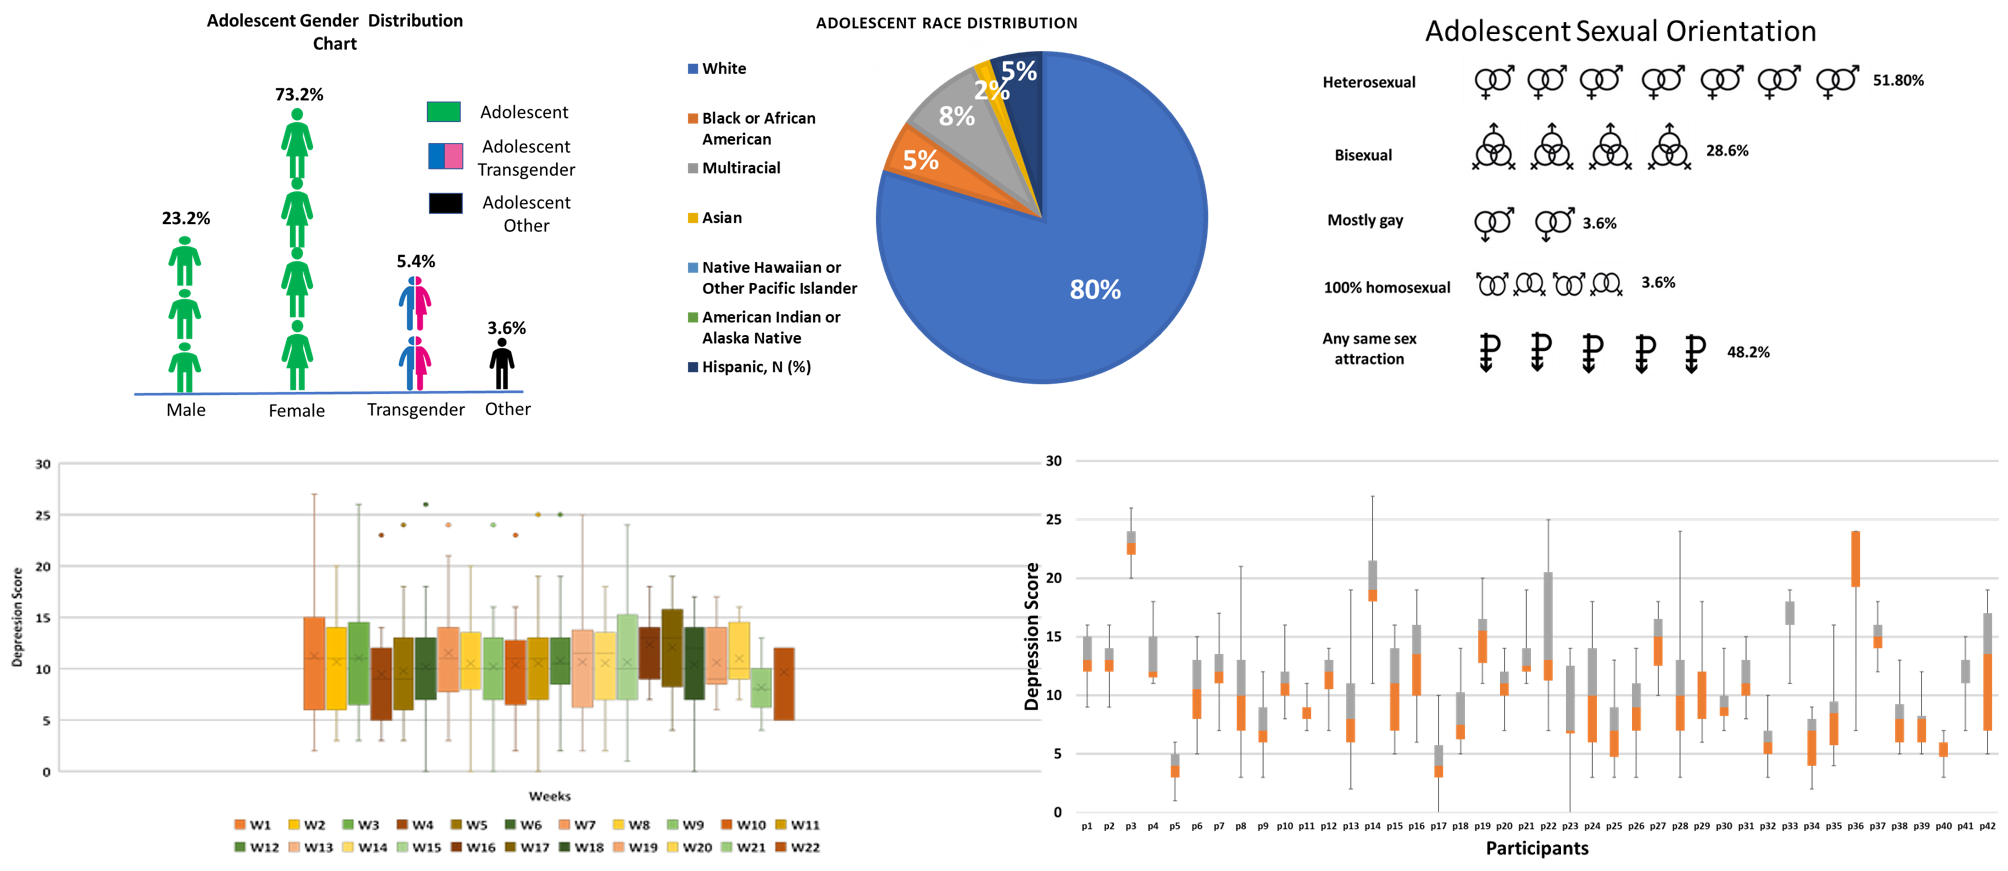 Adolescent Gender Distribution
Chart
73.2%
23.2%
5.4%
3.6%
Adolescent
Adolescent
Transgender
Adolescent
Other
Male
Female
Transgender
Other
ADOLESCENT RACE DISTRIBUTION
White
Black or African
American
Multiracial
Asian
Native Hawaiian or
Other Pacific Islander
American Indian or
Alaska Native
Hispanic, N (%)
5%
2%
8%
5%
80%
Adolescent Sexual Orientation
Heterosexual
51.80%
Bisexual
28.6%
Mostly gay
3.6%
100% homosexual
3.6%
Any same sex
attraction
48.2%
30
25
20
15
10
5
0
Depreesion Score
Weeks
W1 W2 W3 W4 W5 W6 W7 W8 W9 W10 W11
W12 W13 W14 W15 W16 W17 W18 W19 W20 W21 W22
30
25
20
15
10
5
0
Depression Score
p1 p2 p3 p4 p5 p6 p7 p8 p9 p10 p11 p12 p13 p14 p15 p16 p17 p18 p19 p20 p21 p22 p23 p24 p25 p26 p27 p28 p29 p30 p31 p32 p33 p34 p35 p36 p37 p38 p39 p40 p41 p42
Participants